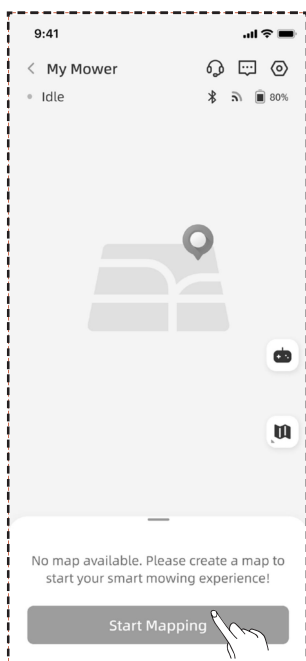 9:41
My Mower
Idle
80%
No map available. Please create a map to
start your smart mowing experience!
Start Mapping